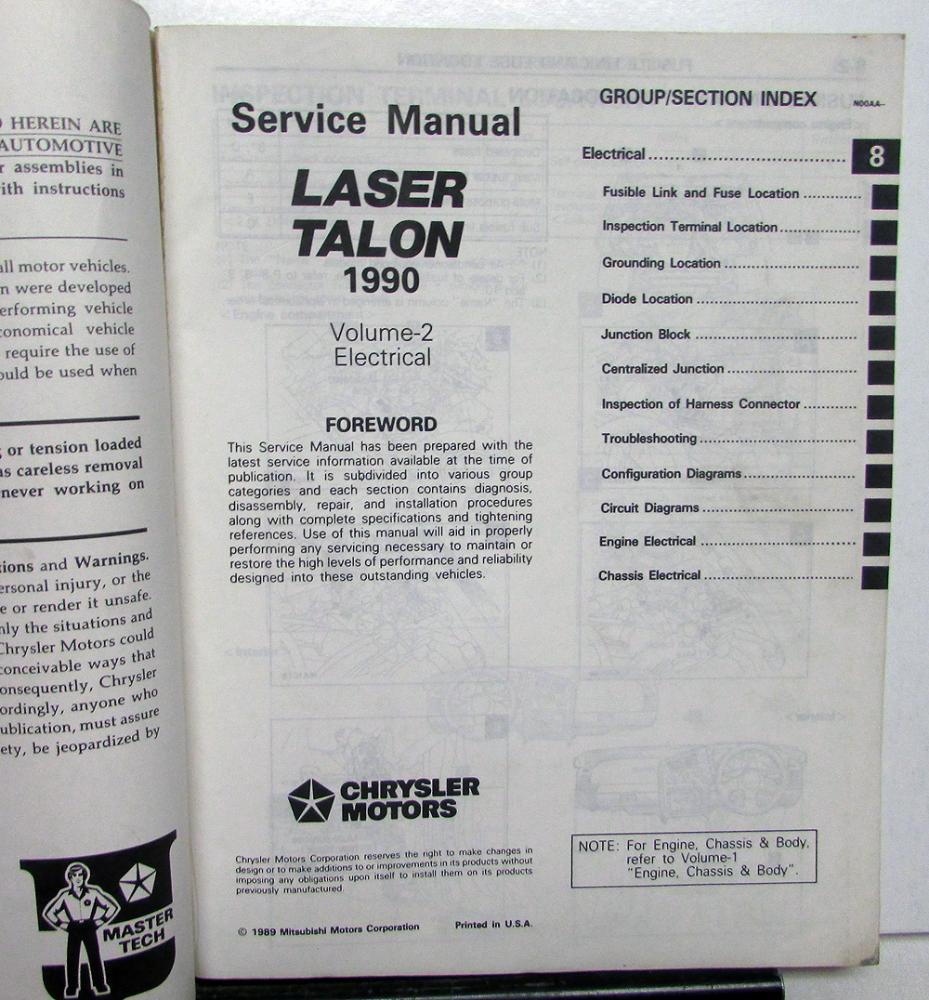 HEREIN ARE
AUTOMOTIVE
assemblies in
with instructions
all motor vehicles.
n were developed
erforming vehicle
conomical vehicle
require the use of
ould be used when
or tension loaded
as careless removal
never working on
tions and Warnings.
ersonal injury, or the
e or render it unsafe.
nly the situations and
Chrysler Motors could
conceivable ways that
onsequently, Chrysler
ordingly, anyone who
ublication, must assure
ety, be jeopardized by
MASTER
TECH
Service Manual
LASER
TALON
1990
Volume-2
Electrical
FOREWORD
This Service Manual has been prepared with the
latest service information available at the time of
publication. It is subdivided into various group
categories and each section contains diagnosis,
disassembly, repair, and installation procedures
along with complete specifications and tightening
references. Use of this manual will aid in properly
performing any servicing necessary to maintain or
restore the high levels of performance and reliability
designed into these outstanding vehicles.
CHRYSLER
MOTORS
Chrysler Motors Corporation reserves the right to make changes in
design or to make additions to or improvements in its products without
imposing any obligations upon itself to install them on its products
previously manufactured.
© 1989 Mitsubishi Motors Corporation Printed in U.S.A.
GROUP/SECTION INDEX N00AA--
Electrical 8
Fusible Link and Fuse Location
Inspection Terminal Location
Grounding Location
Diode Location
Junction Block
Centralized Junction
Inspection of Harness Connector
Troubleshooting
Configuration Diagrams
Circuit Diagrams
Engine Electrical
Chassis Electrical
NOTE: For Engine, Chassis & Body,
refer to Volume-1
"Engine, Chassis & Body".